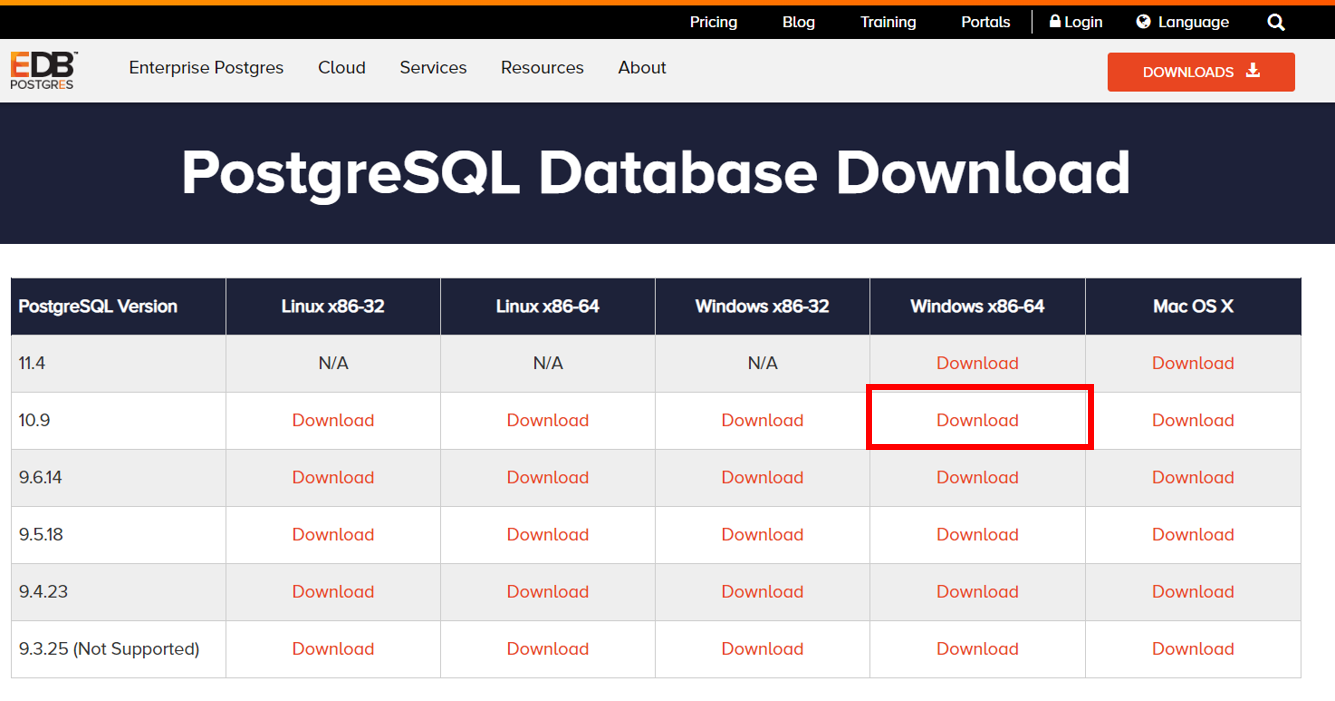 Pricing Blog Training Portals Login Language
EDB™
POSTGRES
Enterprise Postgres Cloud Services Resources About
DOWNLOADS
PostgreSQL Database Download
PostgreSQL Version Linux x86-32 Linux x86-64 Windows x86-32 Windows x86-64 Mac OS X
11.4 N/A N/A N/A Download Download
10.9 Download Download Download Download Download
9.6.14 Download Download Download Download Download
9.5.18 Download Download Download Download Download
9.4.23 Download Download Download Download Download
9.3.25 (Not Supported) Download Download Download Download Download